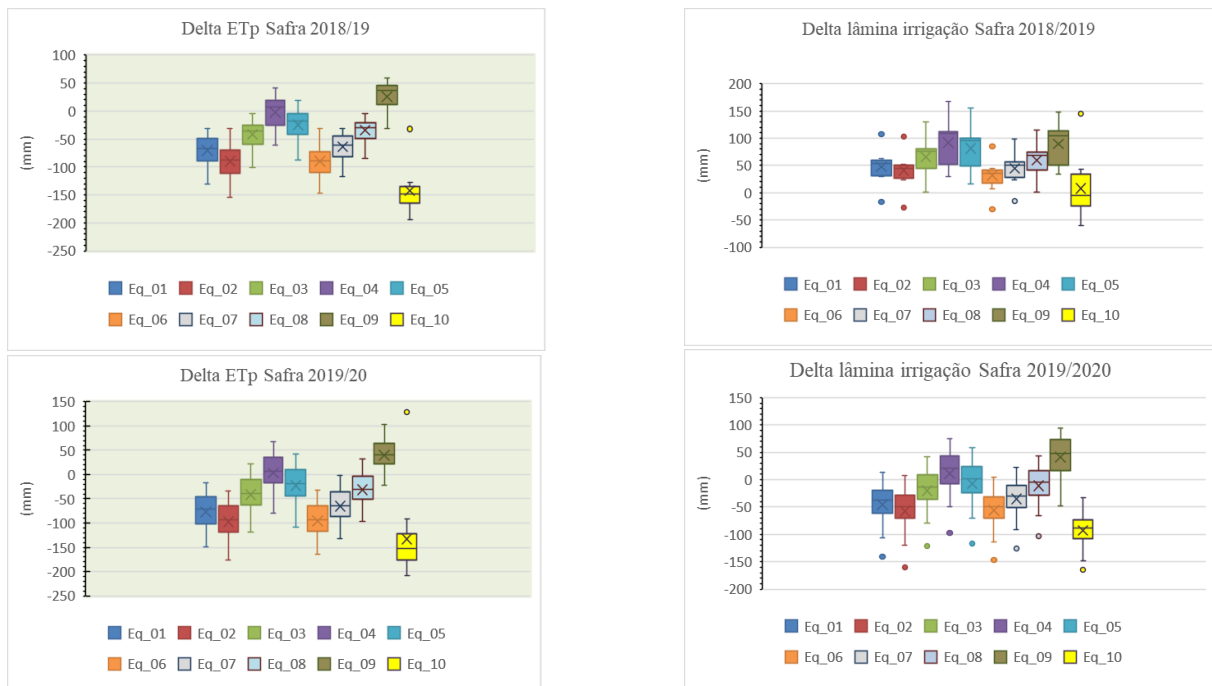 Delta ETp Safra 2018/19
100
50
0
-50
-100
-150
-200
-250
(mm)
Eq_01 Eq_02 Eq_03 Eq_04 Eq_05
Eq_06 Eq_07 Eq_08 Eq_09 Eq_10
Delta lâmina irrigação Safra 2018/2019
200
150
100
50
0
-50
-100
(mm)
Eq_01 Eq_02 Eq_03 Eq_04 Eq_05
Eq_06 Eq_07 Eq_08 Eq_09 Eq_10
Delta ETp Safra 2019/20
150
100
50
0
-50
-100
-150
-200
-250
(mm)
Eq_01 Eq_02 Eq_03 Eq_04 Eq_05
Eq_06 Eq_07 Eq_08 Eq_09 Eq_10
Delta lâmina irrigação Safra 2019/2020
150
100
50
0
-50
-100
-150
-200
(mm)
Eq_01 Eq_02 Eq_03 Eq_04 Eq_05
Eq_06 Eq_07 Eq_08 Eq_09 Eq_10